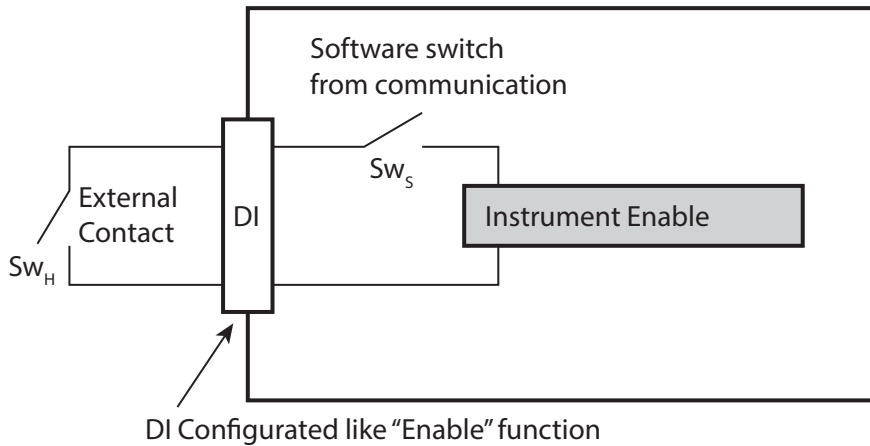 Software switch
from communication
Sw_S
External
Contact
Sw_H
DI
Instrument Enable
DI Configurated like “Enable” function